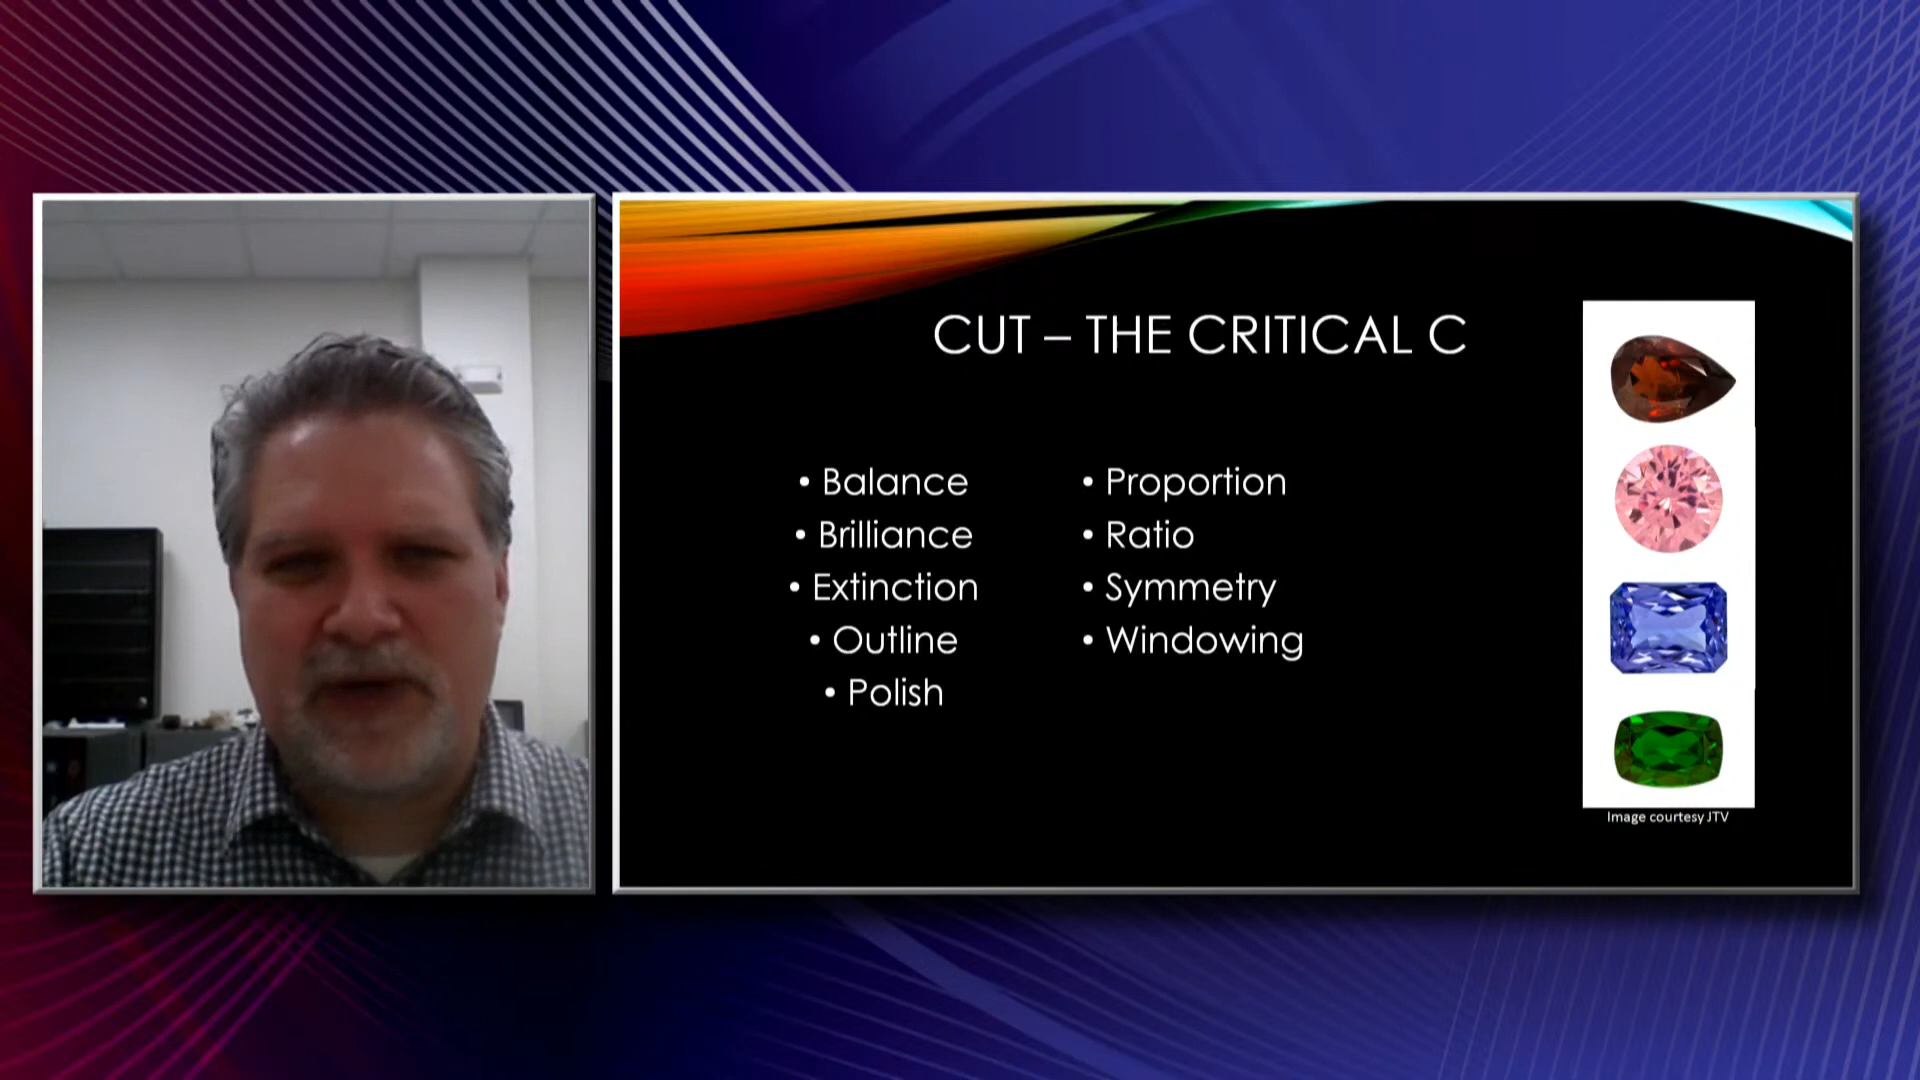 CUT – THE CRITICAL C
• Balance
• Brilliance
• Extinction
• Outline
• Polish
• Proportion
• Ratio
• Symmetry
• Windowing
Image courtesy JTV